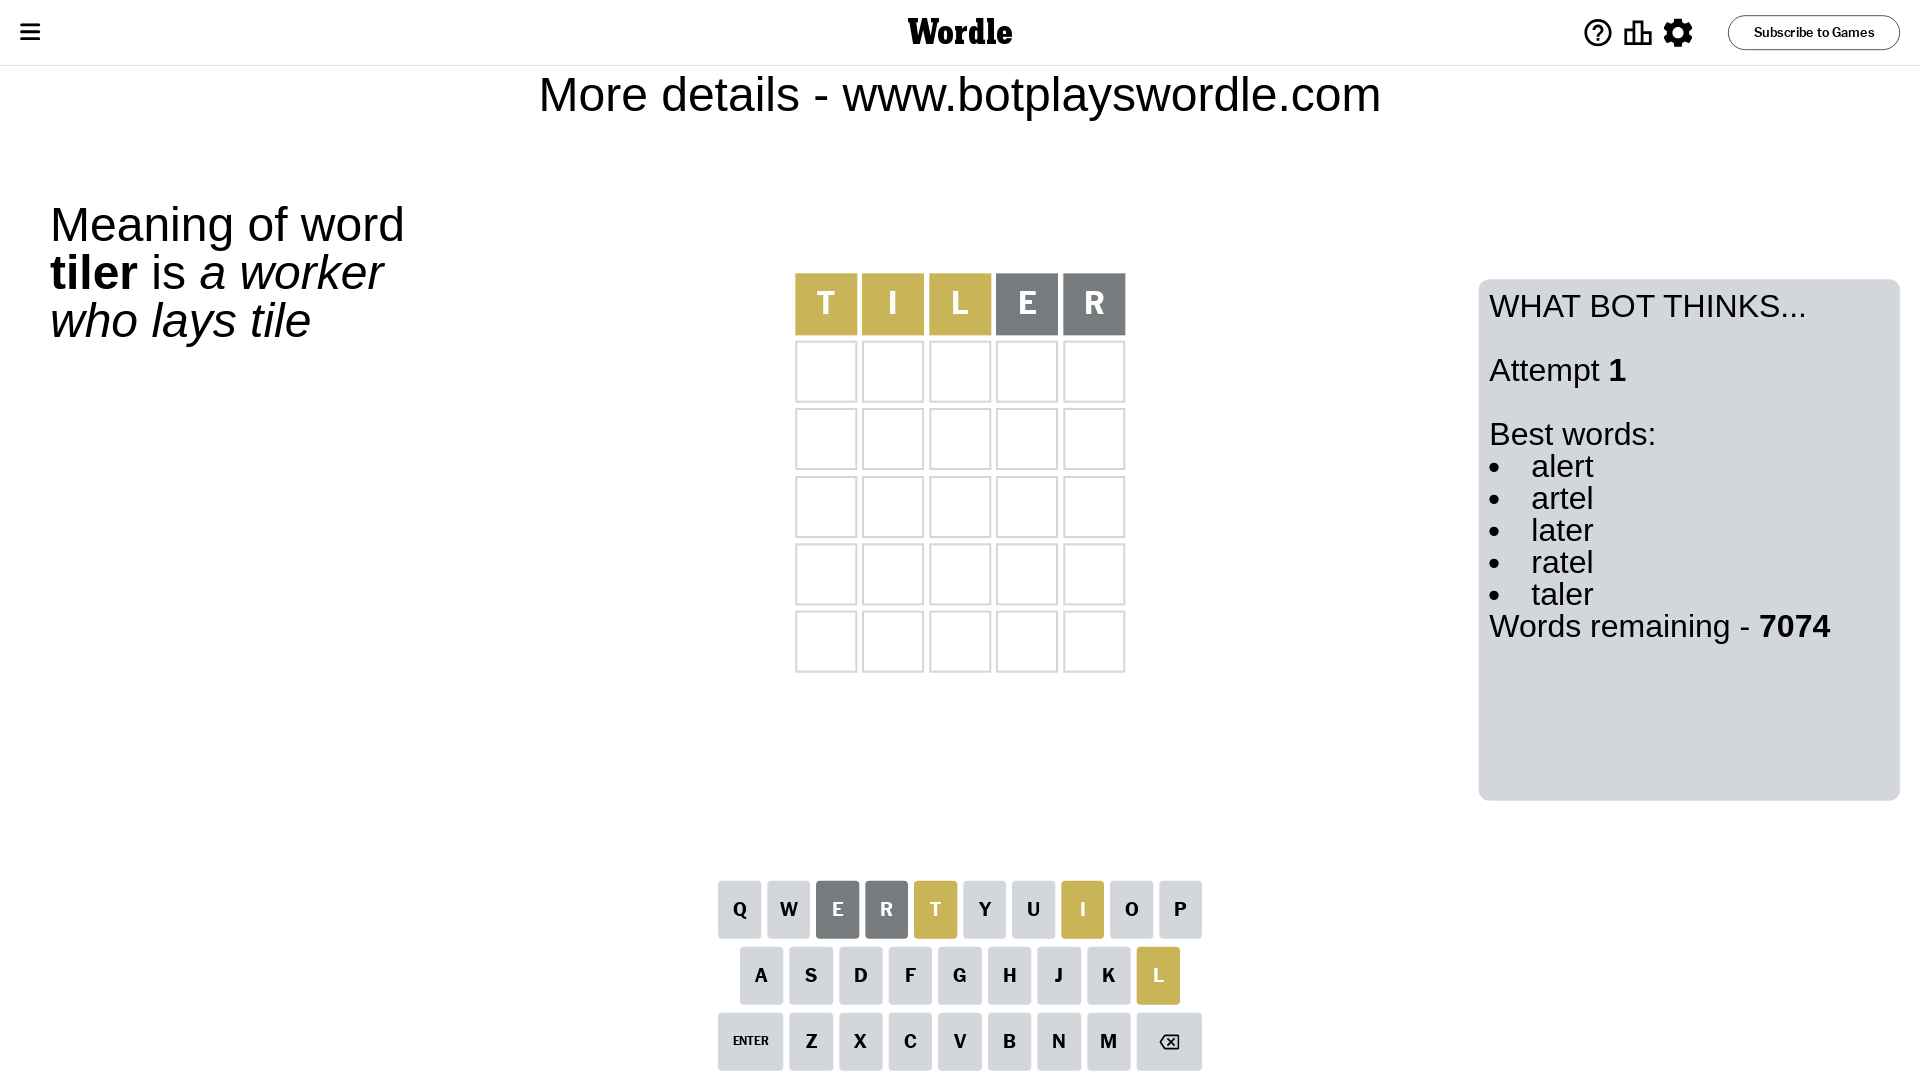 Wordle
Subscribe to Games
More details - www.botplayswordle.com
Meaning of word
tiler is a worker
who lays tile
T I L E R
WHAT BOT THINKS...
Attempt 1
Best words:
• alert
• artel
• later
• ratel
• taler
Words remaining - 7074
Q W E R T Y U I O P
A S D F G H J K L
ENTER Z X C V B N M